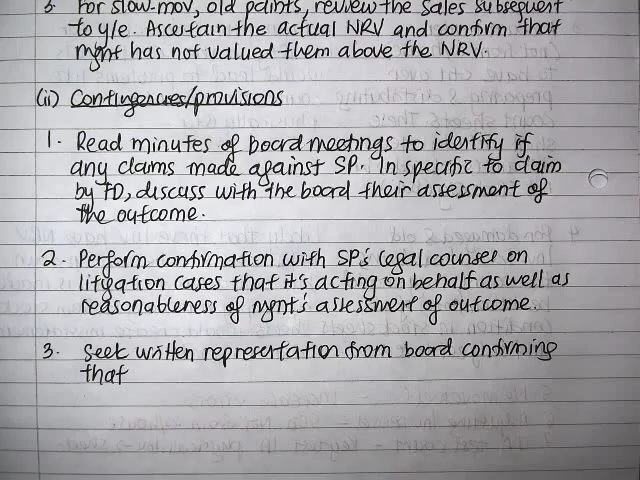 3. For slow-mov, old paints, review the sales subsequent
to y/e. Ascertain the actual NRV and confirm that
mgnt has not valued them above the NRV.
(ii) Contingencies/provisions
1. Read minutes of board meetings to identify if
any claims made against SP. In specific to claim
by FD, discuss with the board their assessment of
the outcome.
2. Perform confirmation with SP's legal counsel on
litigation cases that it's acting on behalf as well as
reasonableness of mgnt's assessment of outcome.
3. Seek written representation from board confirming
that